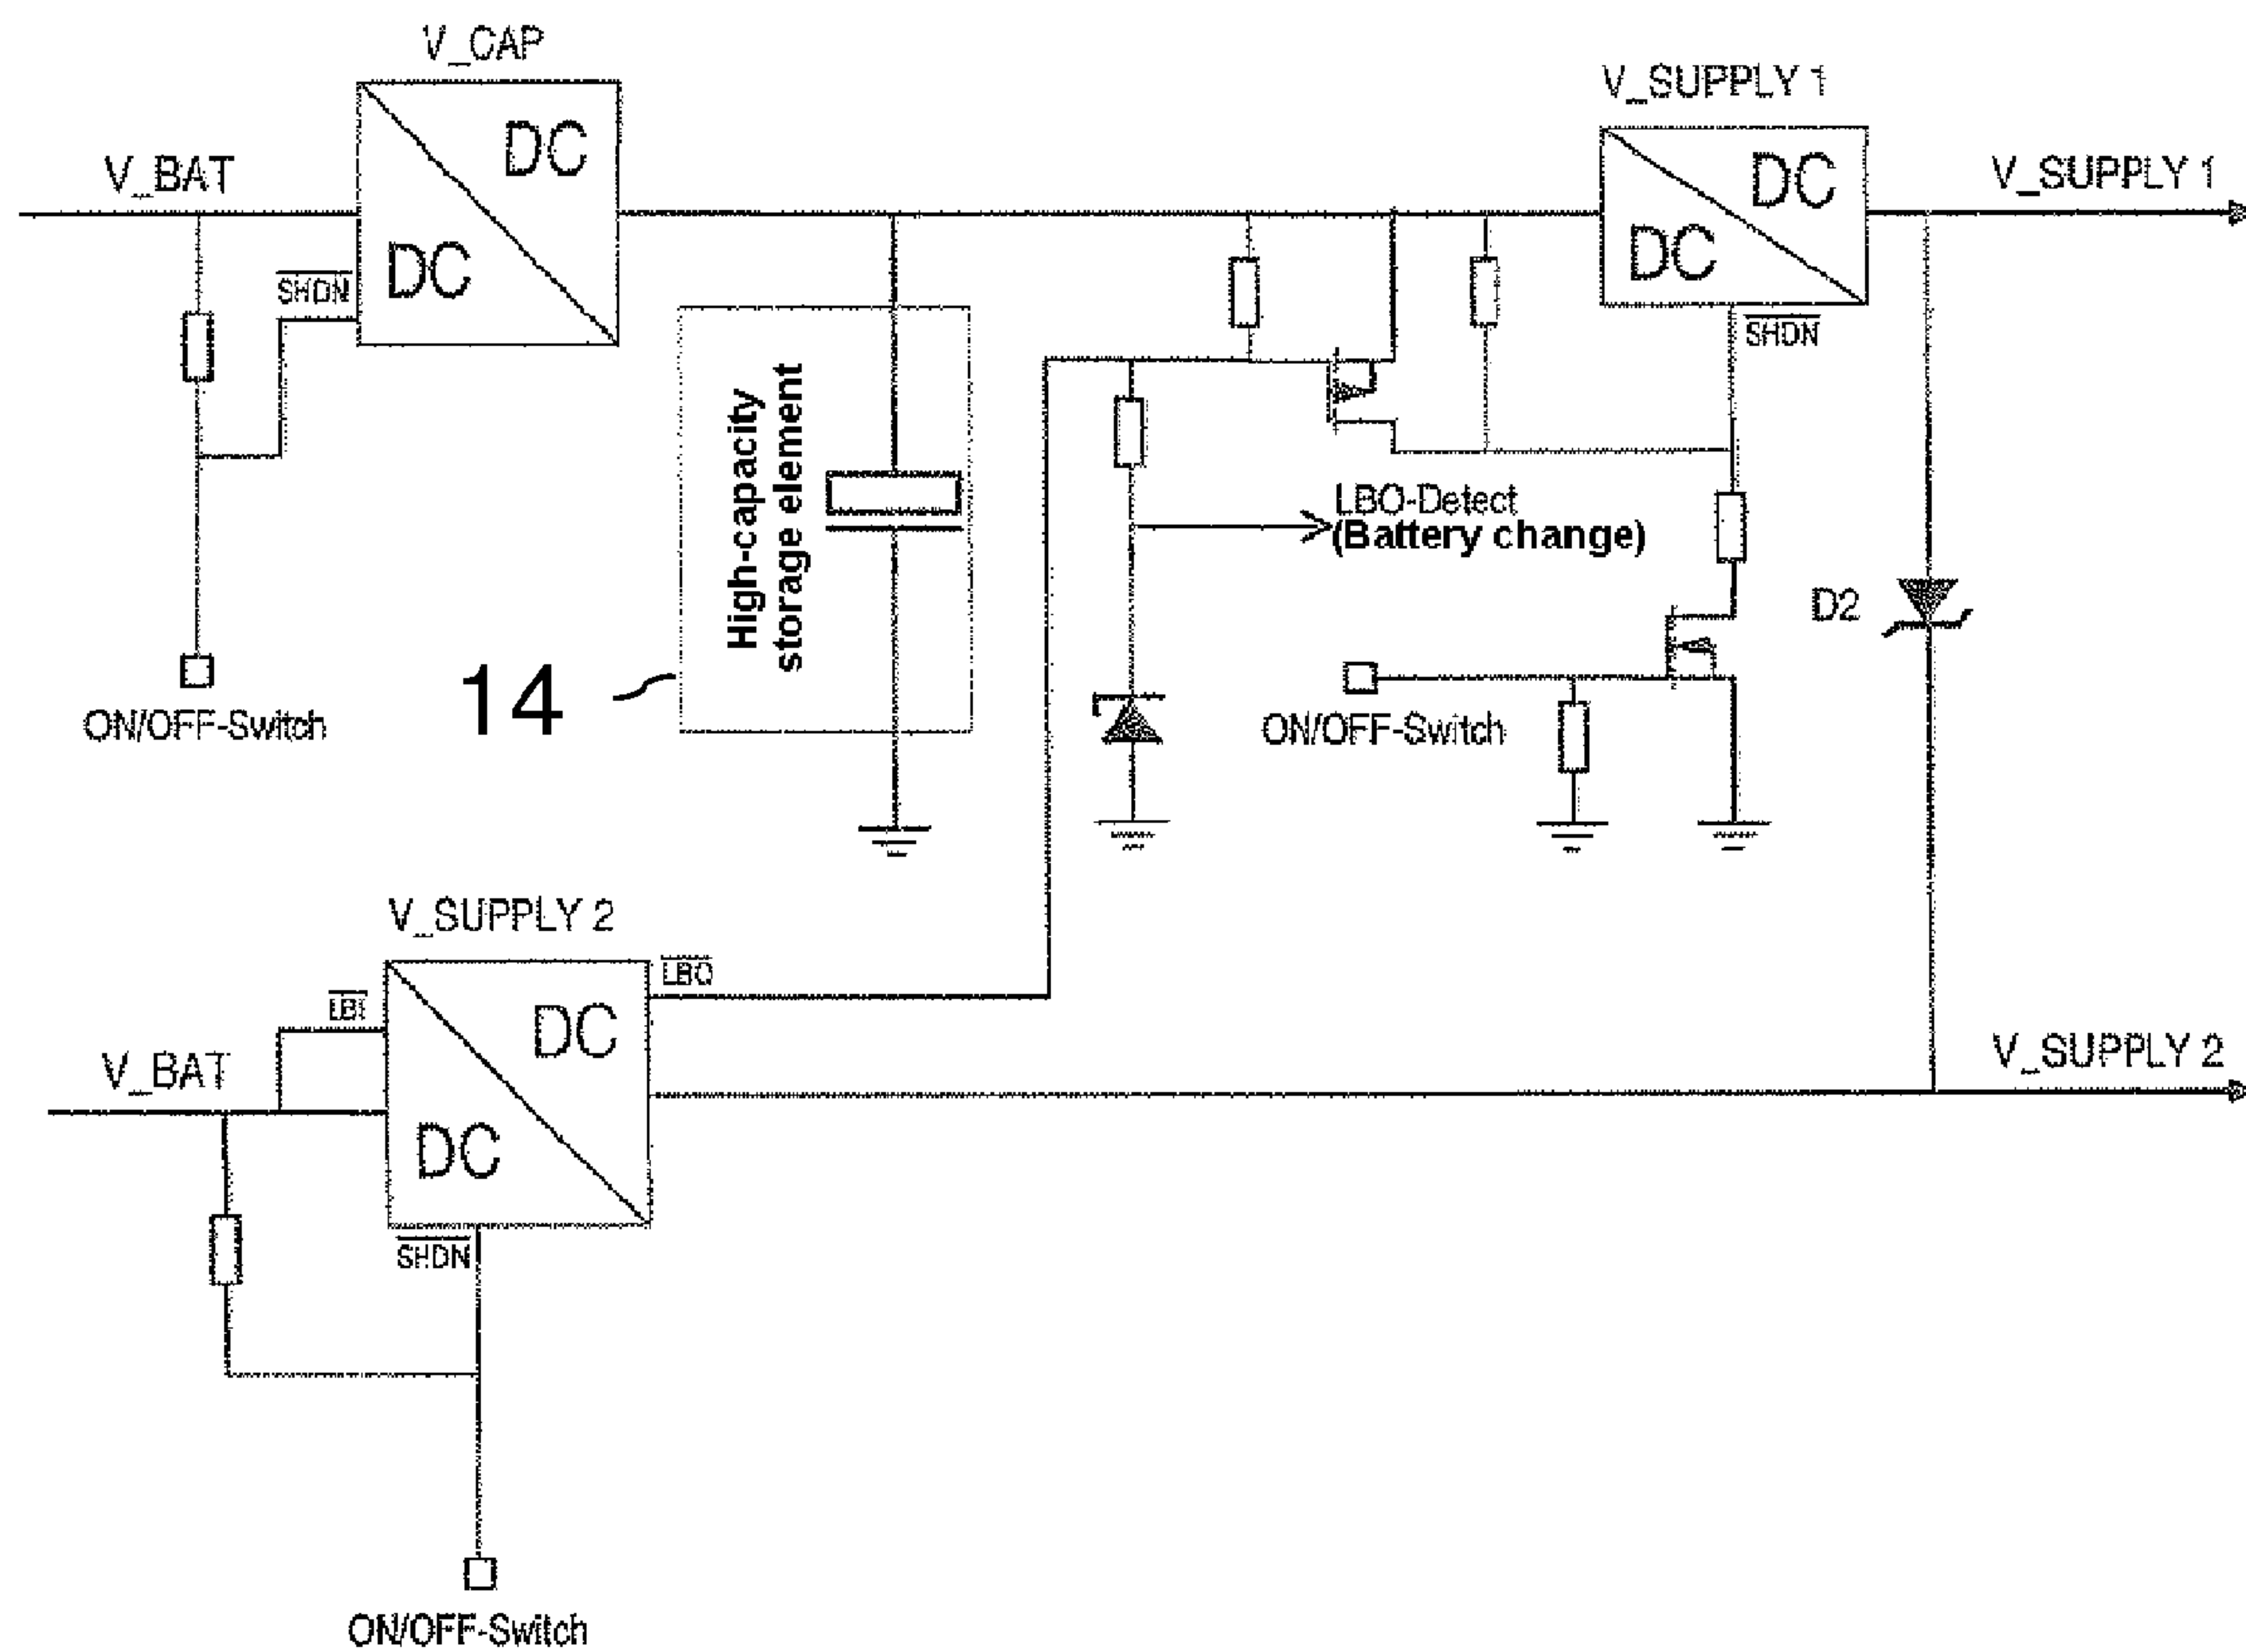 V_CAP
DC
DC
V_BAT
SHDN
ON/OFF-Switch
High-capacity
storage element
14
V_SUPPLY 1
DC
DC
SHDN
V_SUPPLY 1
LBO-Detect
(Battery change)
D2
ON/OFF-Switch
V_SUPPLY 2
LBO
LBI
DC
DC
V_BAT
SHDN
ON/OFF-Switch
V_SUPPLY 2